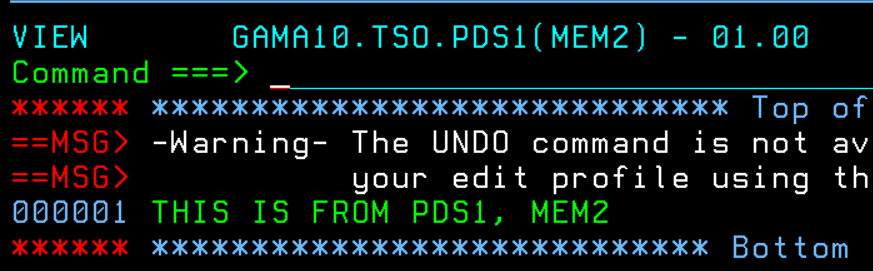 VIEW GAMA10.TSO.PDS1(MEM2) - 01.00
Command ===> _
****** ***************************** Top of
==MSG> -Warning- The UNDO command is not av
==MSG> your edit profile using th
000001 THIS IS FROM PDS1, MEM2
****** **************************** Bottom